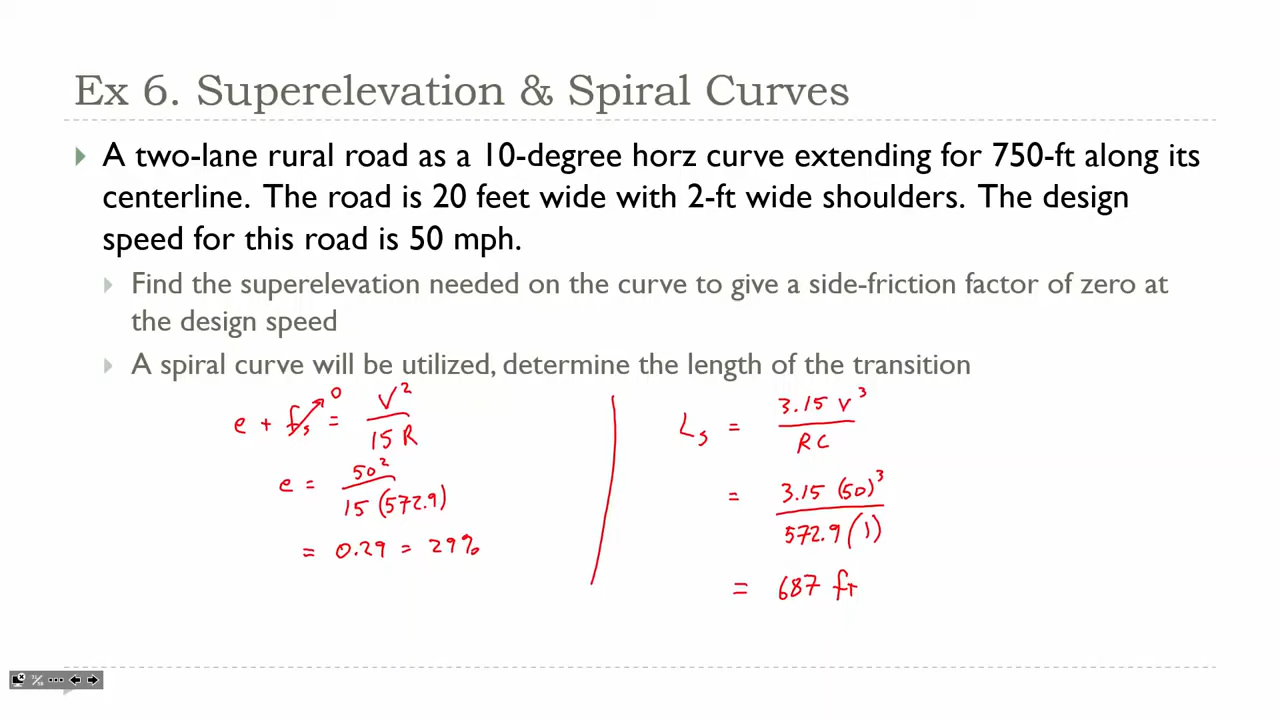 Ex 6. Superelevation & Spiral Curves
A two-lane rural road as a 10-degree horz curve extending for 750-ft along its
centerline. The road is 20 feet wide with 2-ft wide shoulders. The design
speed for this road is 50 mph.
Find the superelevation needed on the curve to give a side-friction factor of zero at
the design speed
A spiral curve will be utilized, determine the length of the transition
e + fs→0 = V² / 15 R
e = 50² / 15 (572.9)
= 0.29 = 29%
Ls = 3.15 V³ / RC
= 3.15 (50)³ / 572.9 (1)
= 687 ft